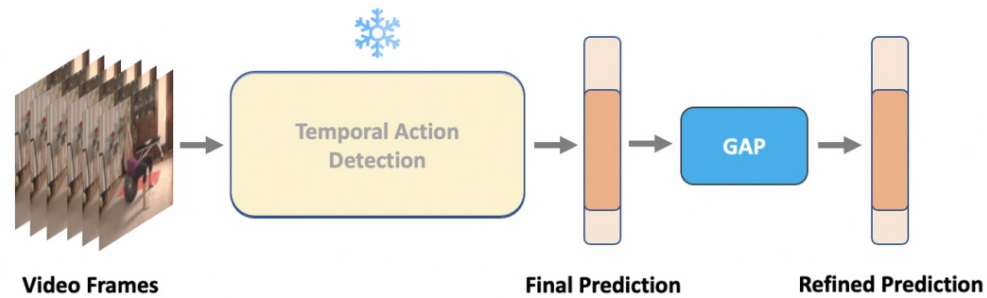 Temporal Action
Detection
GAP
Video Frames
Final Prediction
Refined Prediction